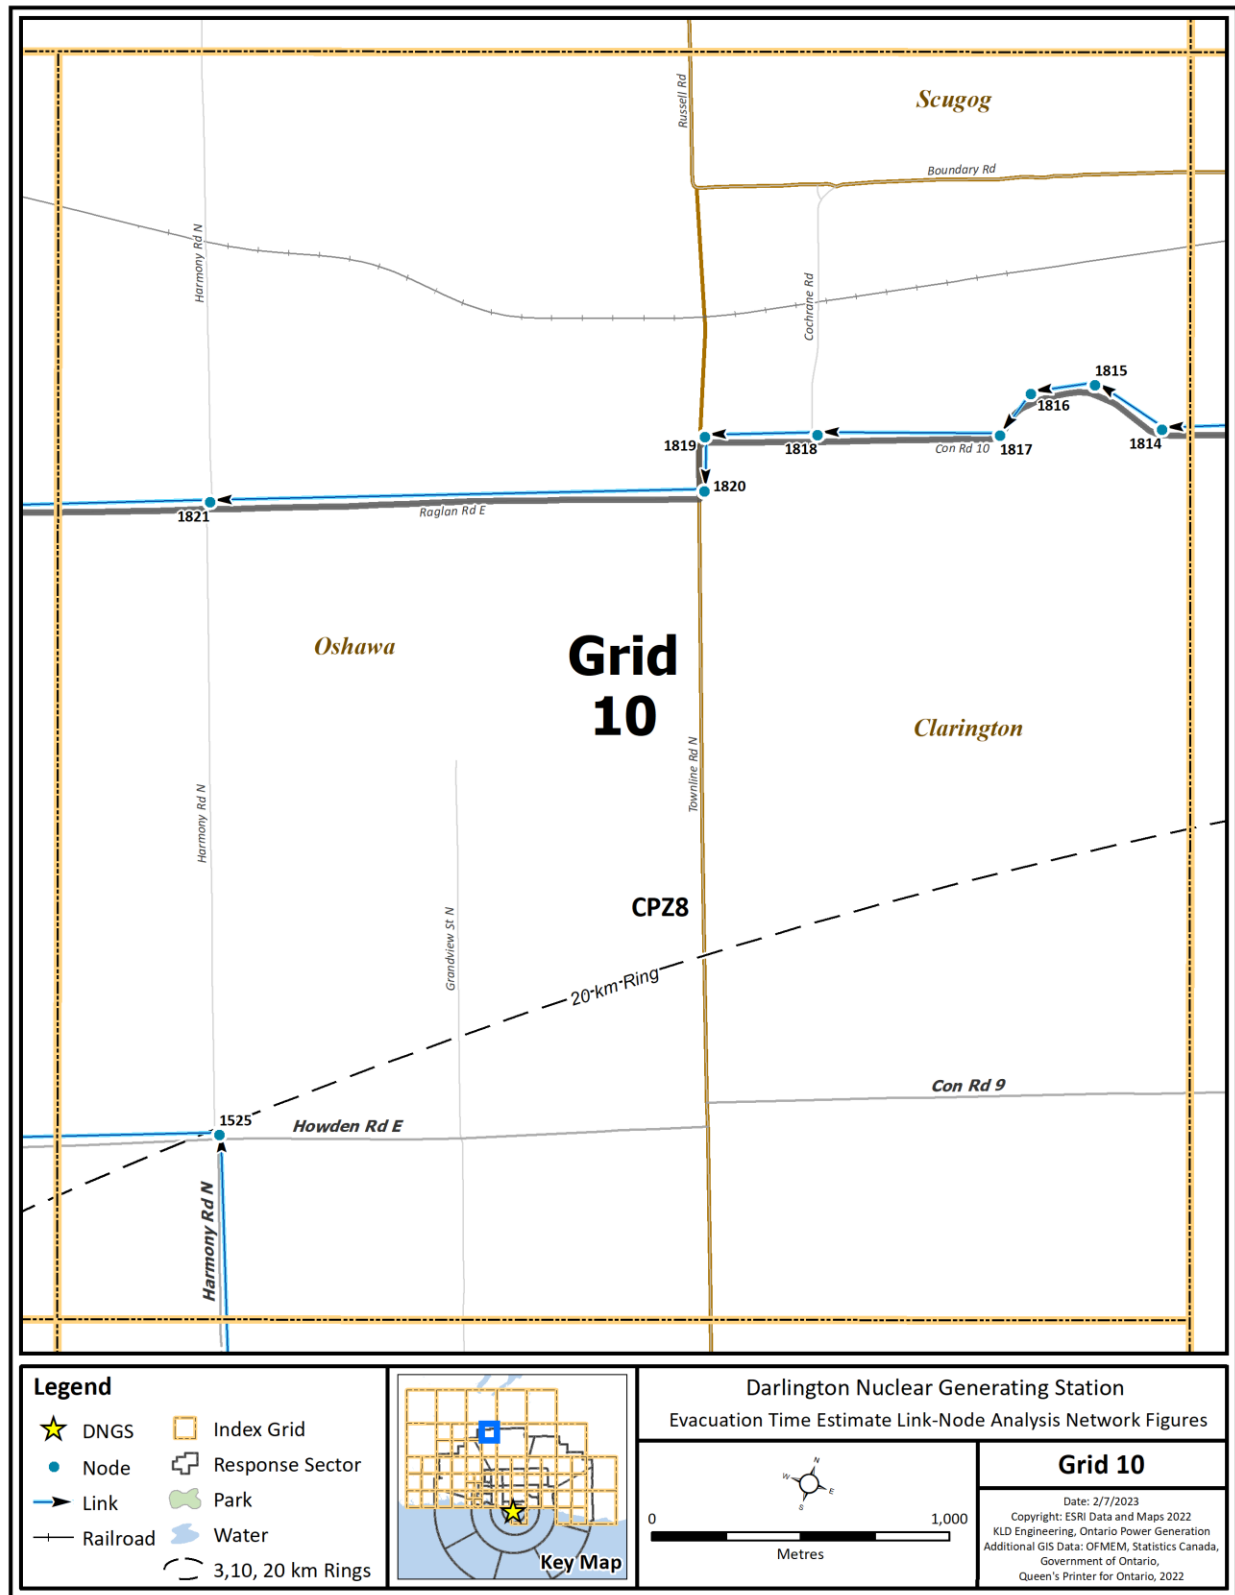 Russell Rd
Scugog
Boundary Rd
Harmony Rd N
Cochrane Rd
1815
1816
1814
1819
1818
1817
Con Rd 10
1820
1821
Raglan Rd E
Oshawa
Grid
10
Clarington
Townline Rd N
Harmony Rd N
CPZ8
Grandview St N
20-km-Ring
Con Rd 9
1525
Howden Rd E
Harmony Rd N
Legend
DNGS
Node
Link
Railroad
Index Grid
Response Sector
Park
Water
3,10, 20 km Rings
Key Map
Darlington Nuclear Generating Station
Evacuation Time Estimate Link-Node Analysis Network Figures
N
W
E
S
0
1,000
Metres
Grid 10
Date: 2/7/2023
Copyright: ESRI Data and Maps 2022
KLD Engineering, Ontario Power Generation
Additional GIS Data: OFMEM, Statistics Canada,
Government of Ontario,
Queen's Printer for Ontario, 2022